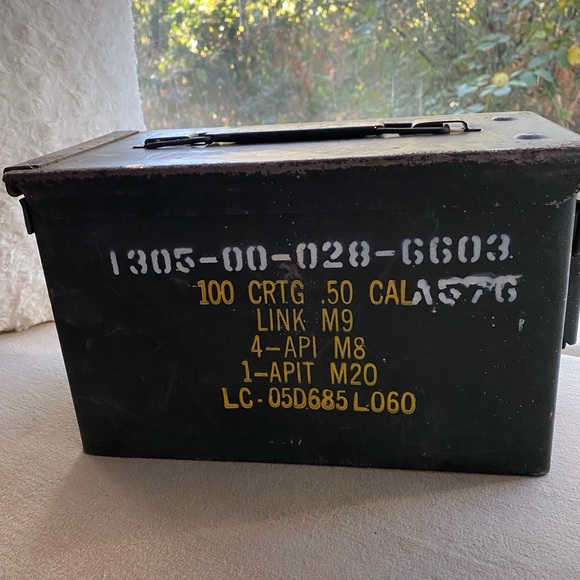 1305-00-028-6603
100 CRTG .50 CAL A576
LINK M9
4-API M8
1-APIT M20
LC-05D685L060